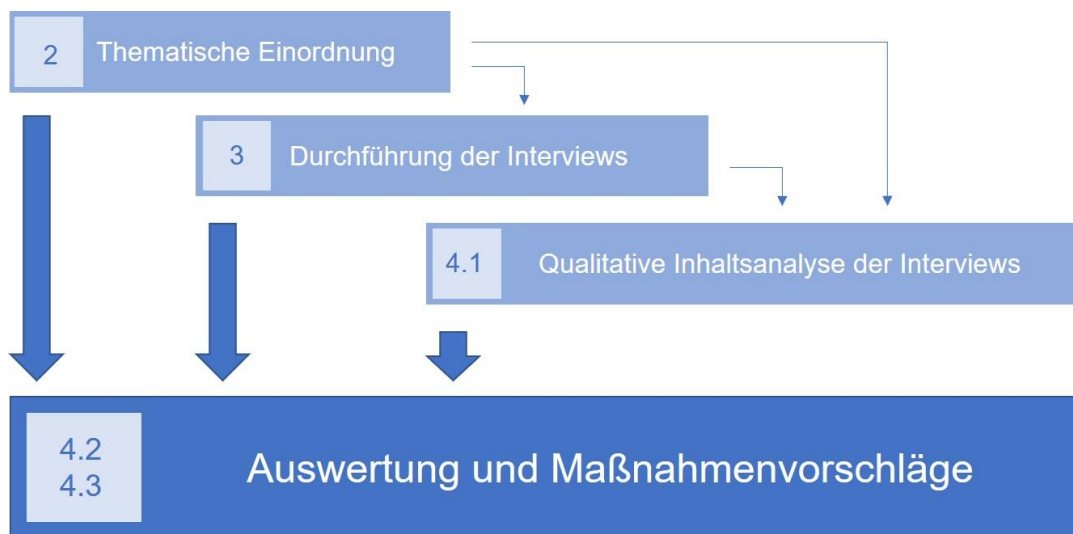 2 Thematische Einordnung
3 Durchführung der Interviews
4.1 Qualitative Inhaltsanalyse der Interviews
4.2
4.3
Auswertung und Maßnahmenvorschläge